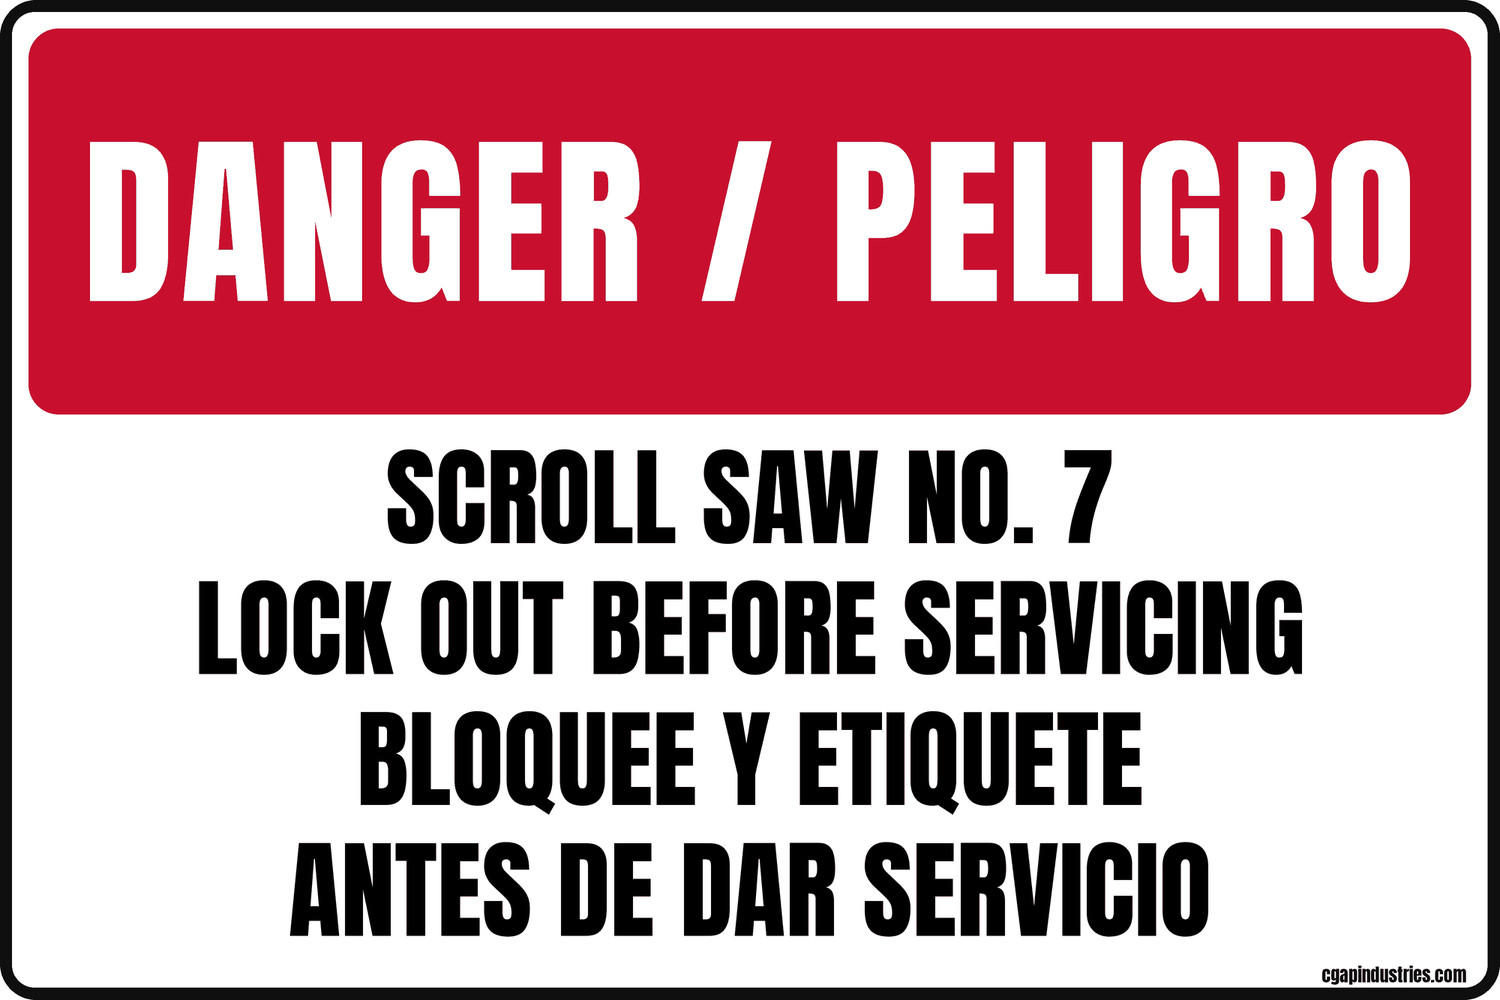 DANGER / PELIGRO
SCROLL SAW NO. 7
LOCK OUT BEFORE SERVICING
BLOQUEE Y ETIQUETE
ANTES DE DAR SERVICIO
cgapindustries.com